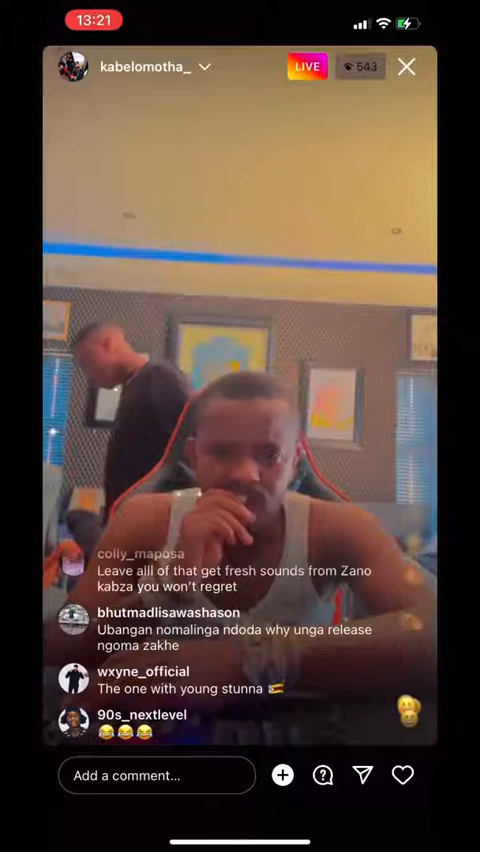 13:21
kabelomotha_
LIVE
543
colly_maposa
Leave alll of that get fresh sounds from Zano
kabza you won't regret
bhutmadlisawashason
Ubangan nomalinga ndoda why unga release
ngoma zakhe
wxyne_official
The one with young stunna
90s_nextlevel
Add a comment...